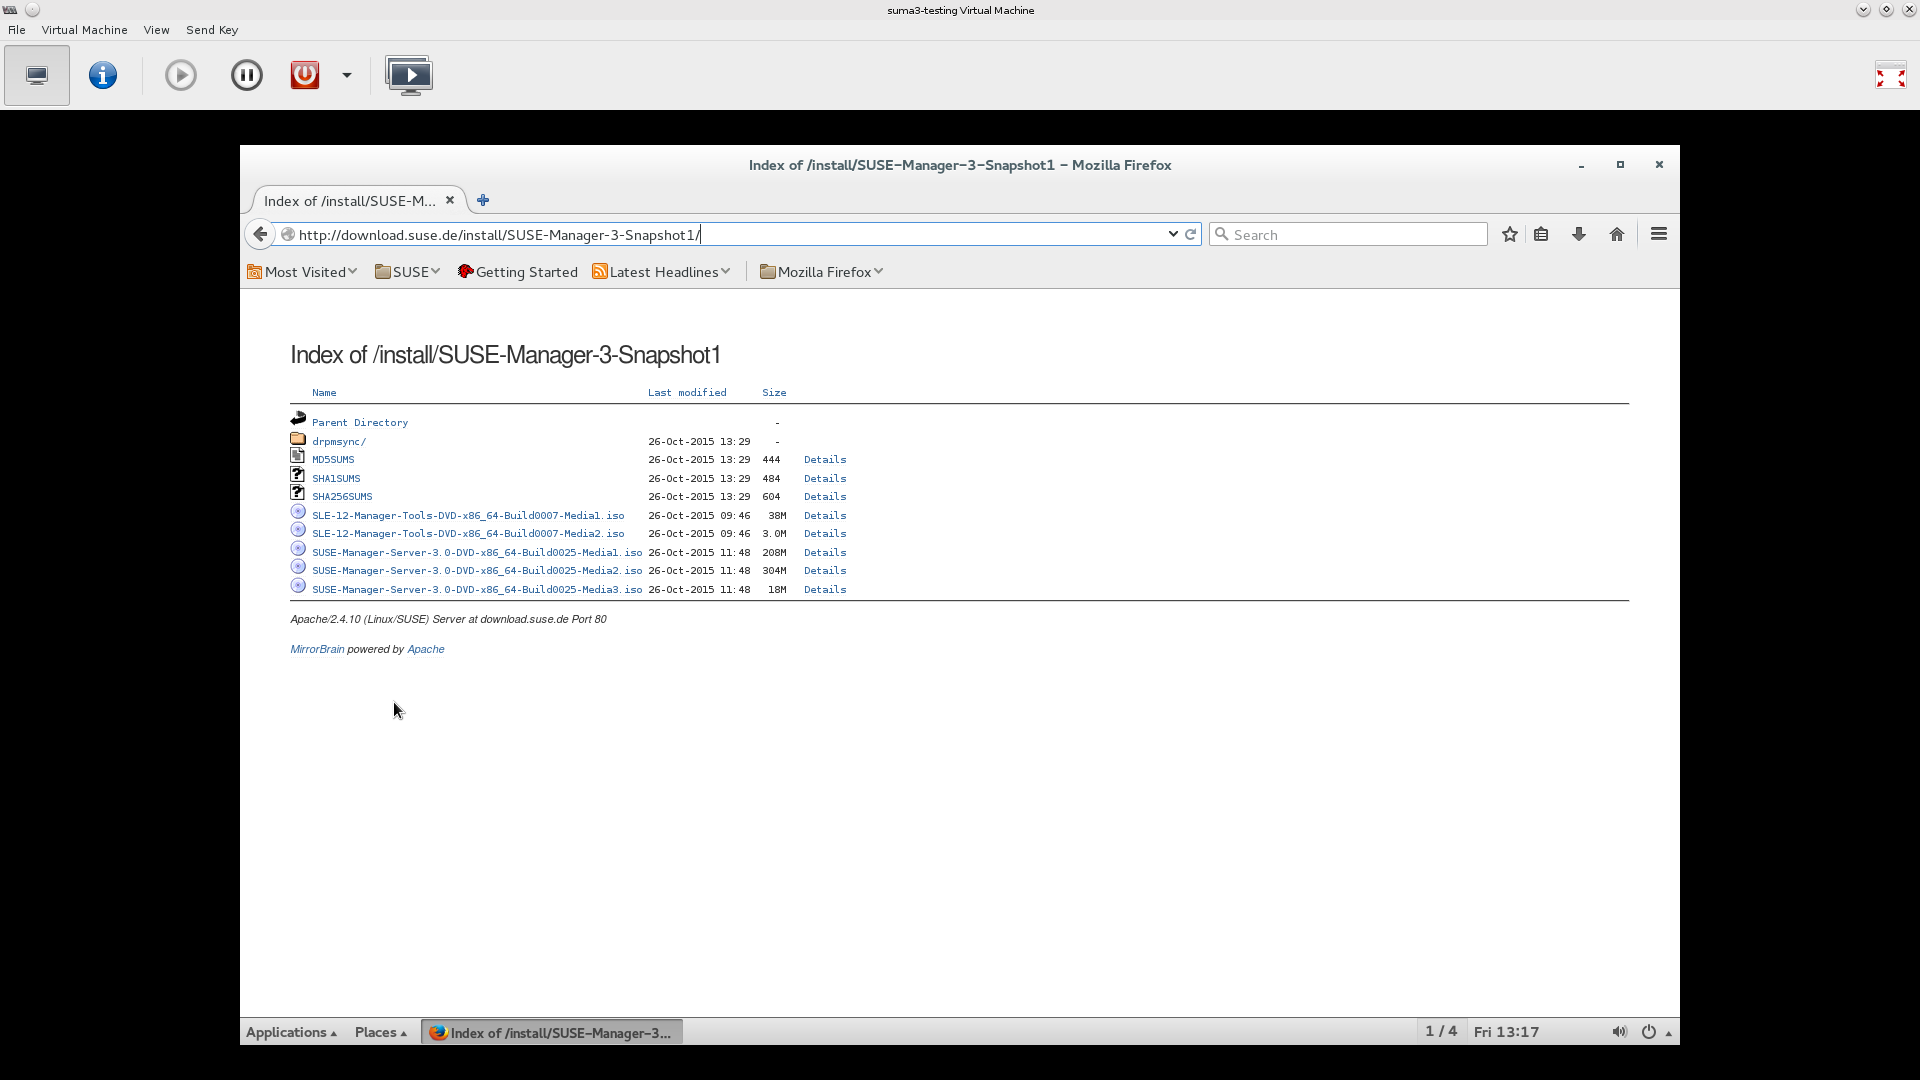 suma3-testing Virtual Machine
File Virtual Machine View Send Key
Index of /install/SUSE-Manager-3-Snapshot1 - Mozilla Firefox
Index of /install/SUSE-M...
http://download.suse.de/install/SUSE-Manager-3-Snapshot1/ Search
Most Visited SUSE Getting Started Latest Headlines Mozilla Firefox
Index of /install/SUSE-Manager-3-Snapshot1
Name Last modified Size
Parent Directory -
drpmsync/ 26-Oct-2015 13:29 -
MD5SUMS 26-Oct-2015 13:29 444 Details
SHA1SUMS 26-Oct-2015 13:29 484 Details
SHA256SUMS 26-Oct-2015 13:29 604 Details
SLE-12-Manager-Tools-DVD-x86_64-Build0007-Media1.iso 26-Oct-2015 09:46 38M Details
SLE-12-Manager-Tools-DVD-x86_64-Build0007-Media2.iso 26-Oct-2015 09:46 3.0M Details
SUSE-Manager-Server-3.0-DVD-x86_64-Build0025-Media1.iso 26-Oct-2015 11:48 208M Details
SUSE-Manager-Server-3.0-DVD-x86_64-Build0025-Media2.iso 26-Oct-2015 11:48 304M Details
SUSE-Manager-Server-3.0-DVD-x86_64-Build0025-Media3.iso 26-Oct-2015 11:48 18M Details
Apache/2.4.10 (Linux/SUSE) Server at download.suse.de Port 80
MirrorBrain powered by Apache
Applications Places Index of /install/SUSE-Manager-3... 1 / 4 Fri 13:17